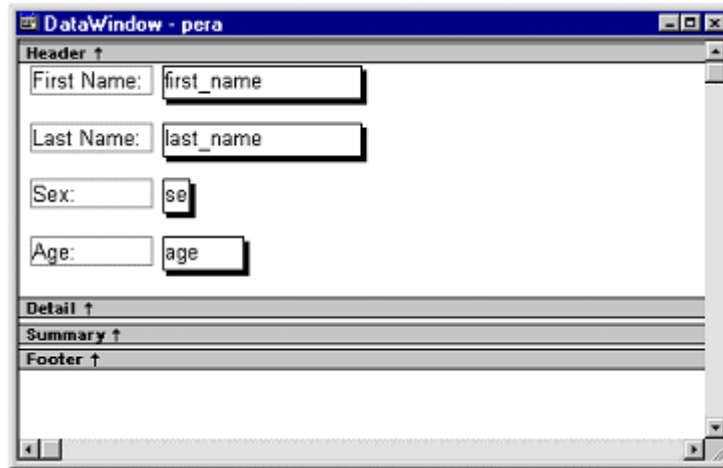 DataWindow - pera
Header ↑
First Name: first_name
Last Name: last_name
Sex: se
Age: age
Detail ↑
Summary ↑
Footer ↑